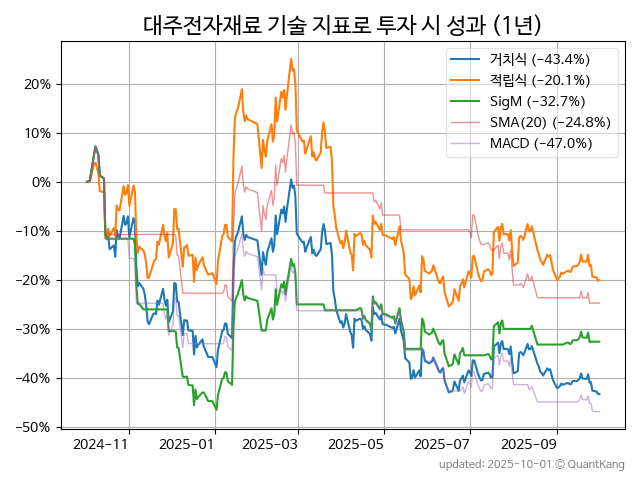 대주전자재료 기술 지표로 투자 시 성과 (1년)
거치식 (−43.4%)
적립식 (−20.1%)
SigM (−32.7%)
SMA(20) (−24.8%)
MACD (−47.0%)
20%
10%
0%
−10%
−20%
−30%
−40%
−50%
2024-11 2025-01 2025-03 2025-05 2025-07 2025-09
updated: 2025-10-01 © QuantKang